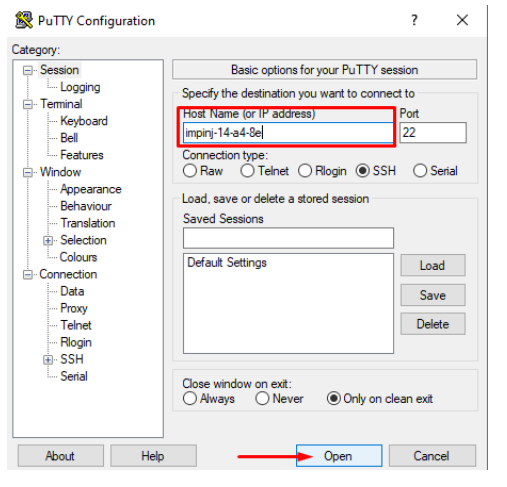 PuTTY Configuration
?
×
Category:
Session
Logging
Terminal
Keyboard
Bell
Features
Window
Appearance
Behaviour
Translation
Selection
Colours
Connection
Data
Proxy
Telnet
Rlogin
SSH
Serial
Basic options for your PuTTY session
Specify the destination you want to connect to
Host Name (or IP address) Port
impinj-14-a4-8e 22
Connection type:
Raw Telnet Rlogin SSH Serial
Load, save or delete a stored session
Saved Sessions
Default Settings
Load
Save
Delete
Close window on exit:
Always Never Only on clean exit
About Help Open Cancel